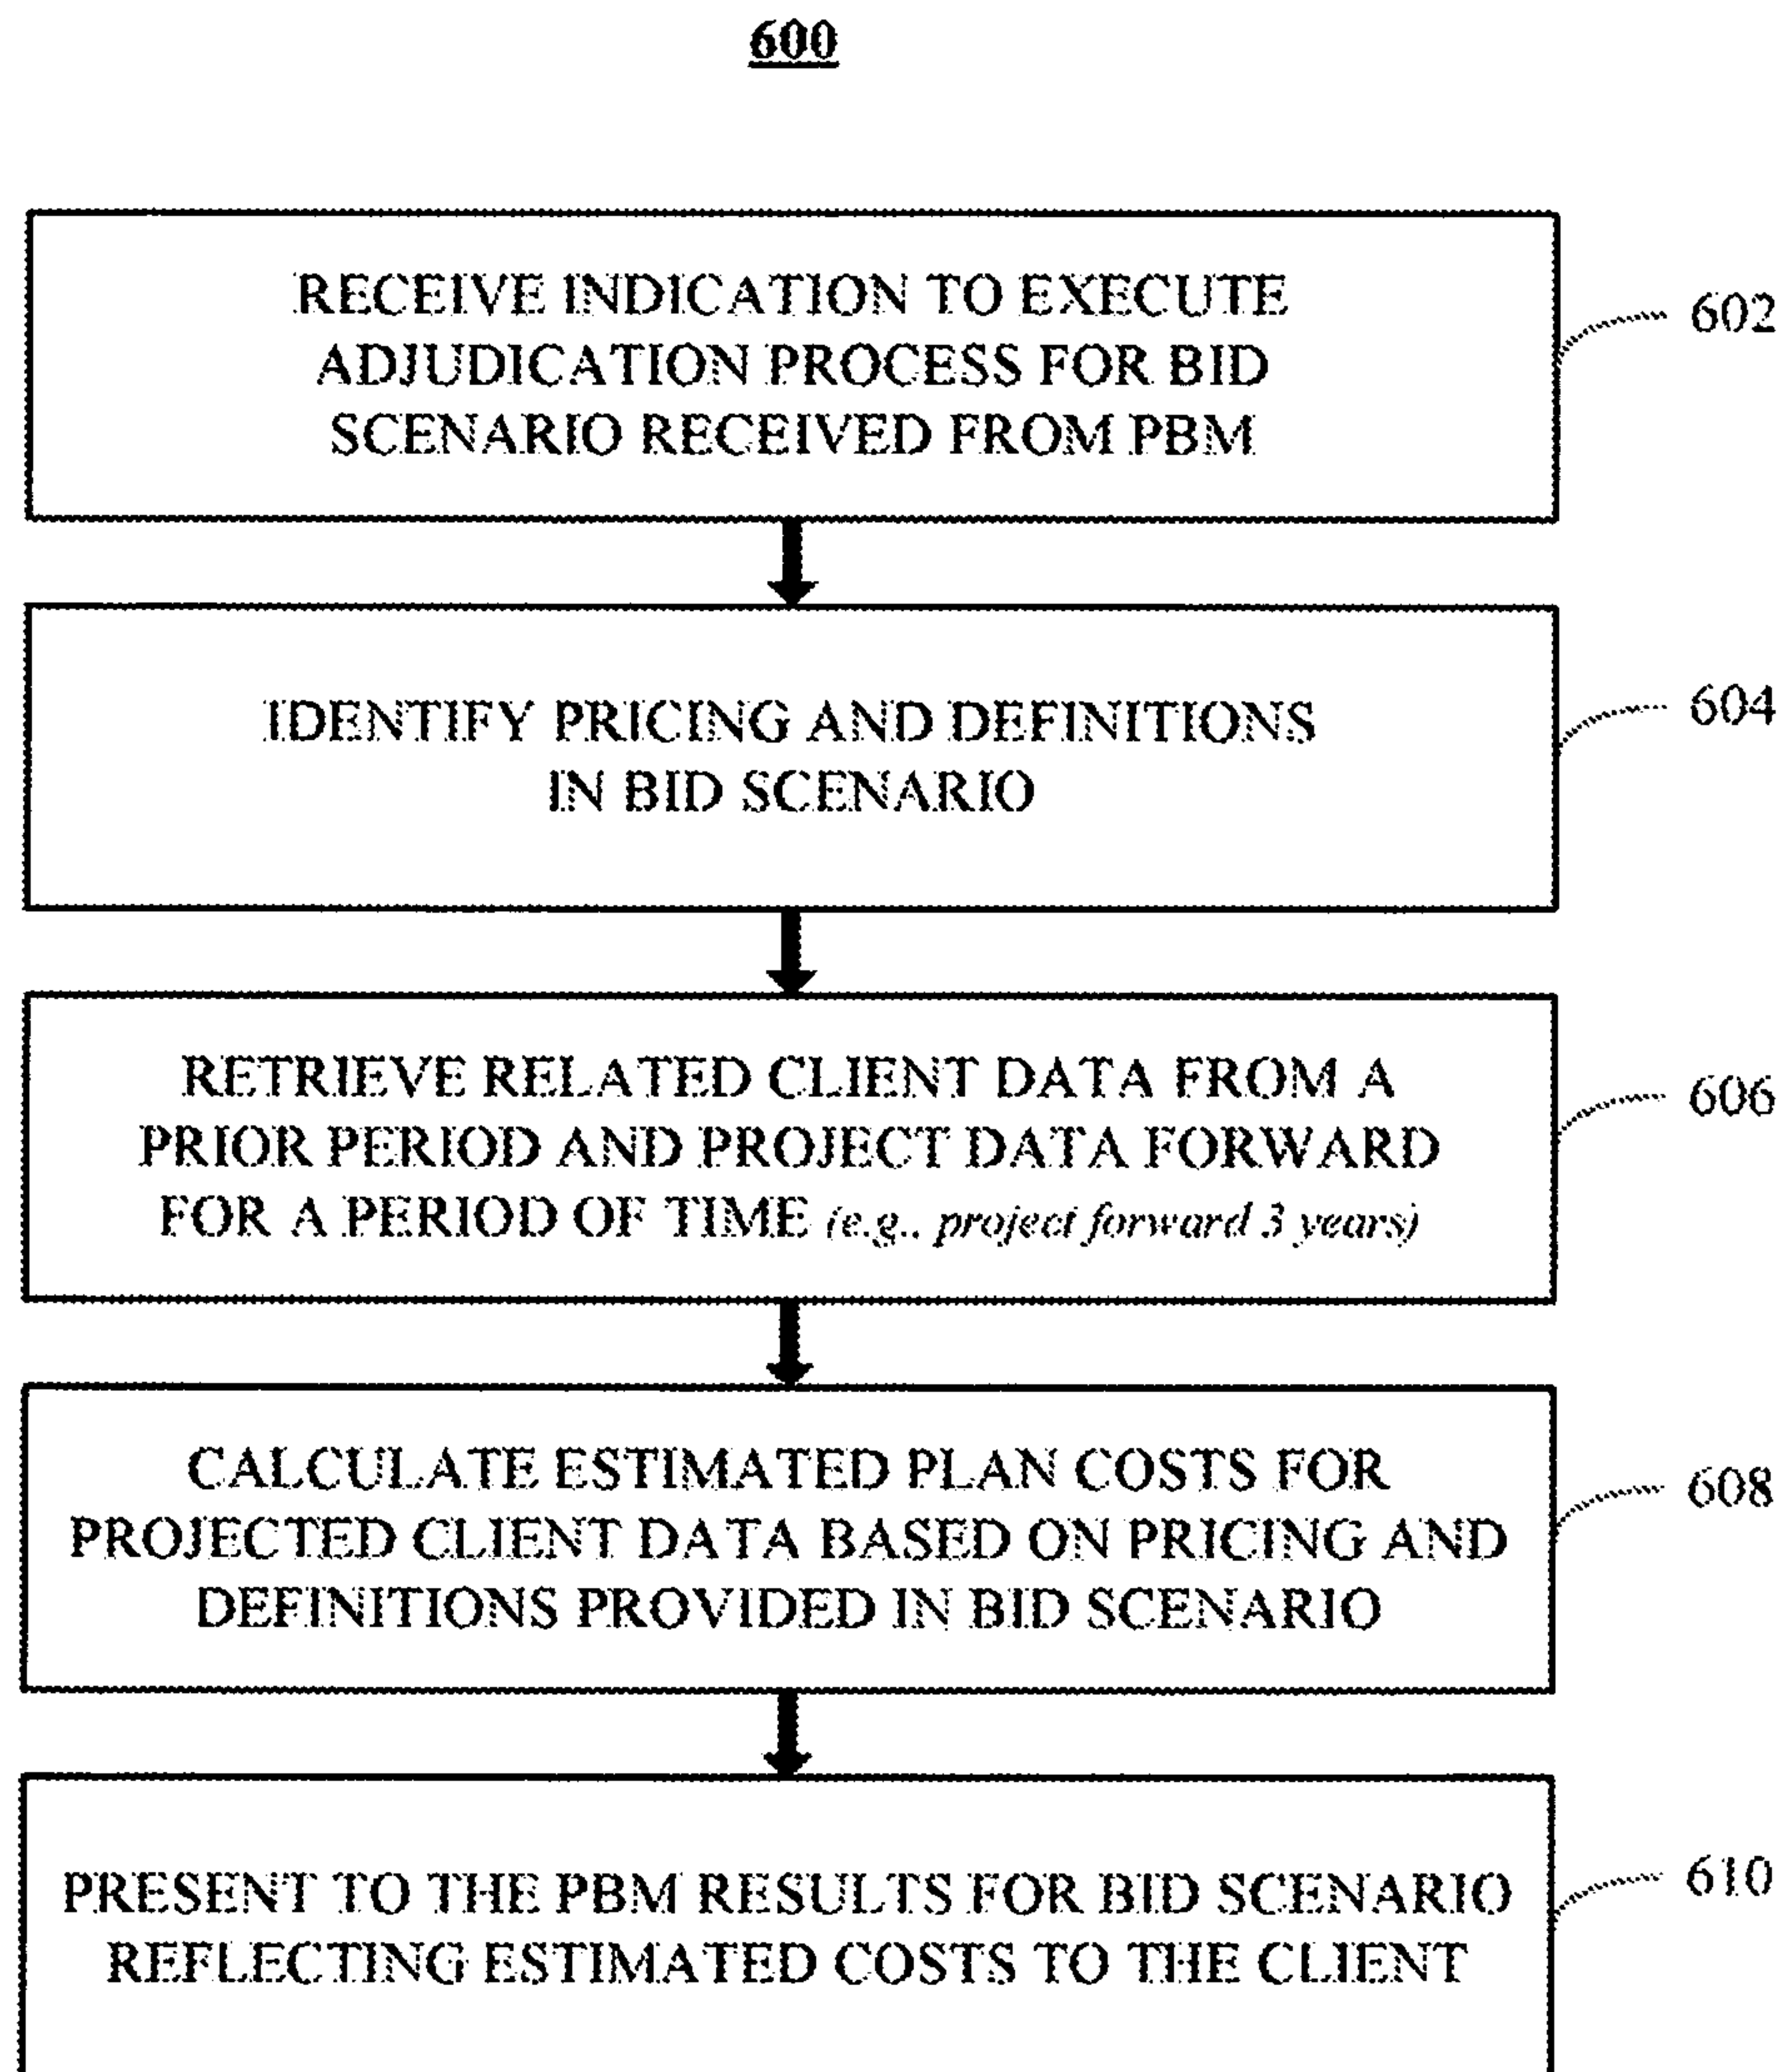 600
RECEIVE INDICATION TO EXECUTE
ADJUDICATION PROCESS FOR BID
SCENARIO RECEIVED FROM PBM
602
IDENTIFY PRICING AND DEFINITIONS
IN BID SCENARIO
604
RETRIEVE RELATED CLIENT DATA FROM A
PRIOR PERIOD AND PROJECT DATA FORWARD
FOR A PERIOD OF TIME (e.g., project forward 3 years)
606
CALCULATE ESTIMATED PLAN COSTS FOR
PROJECTED CLIENT DATA BASED ON PRICING AND
DEFINITIONS PROVIDED IN BID SCENARIO
608
PRESENT TO THE PBM RESULTS FOR BID SCENARIO
REFLECTING ESTIMATED COSTS TO THE CLIENT
610